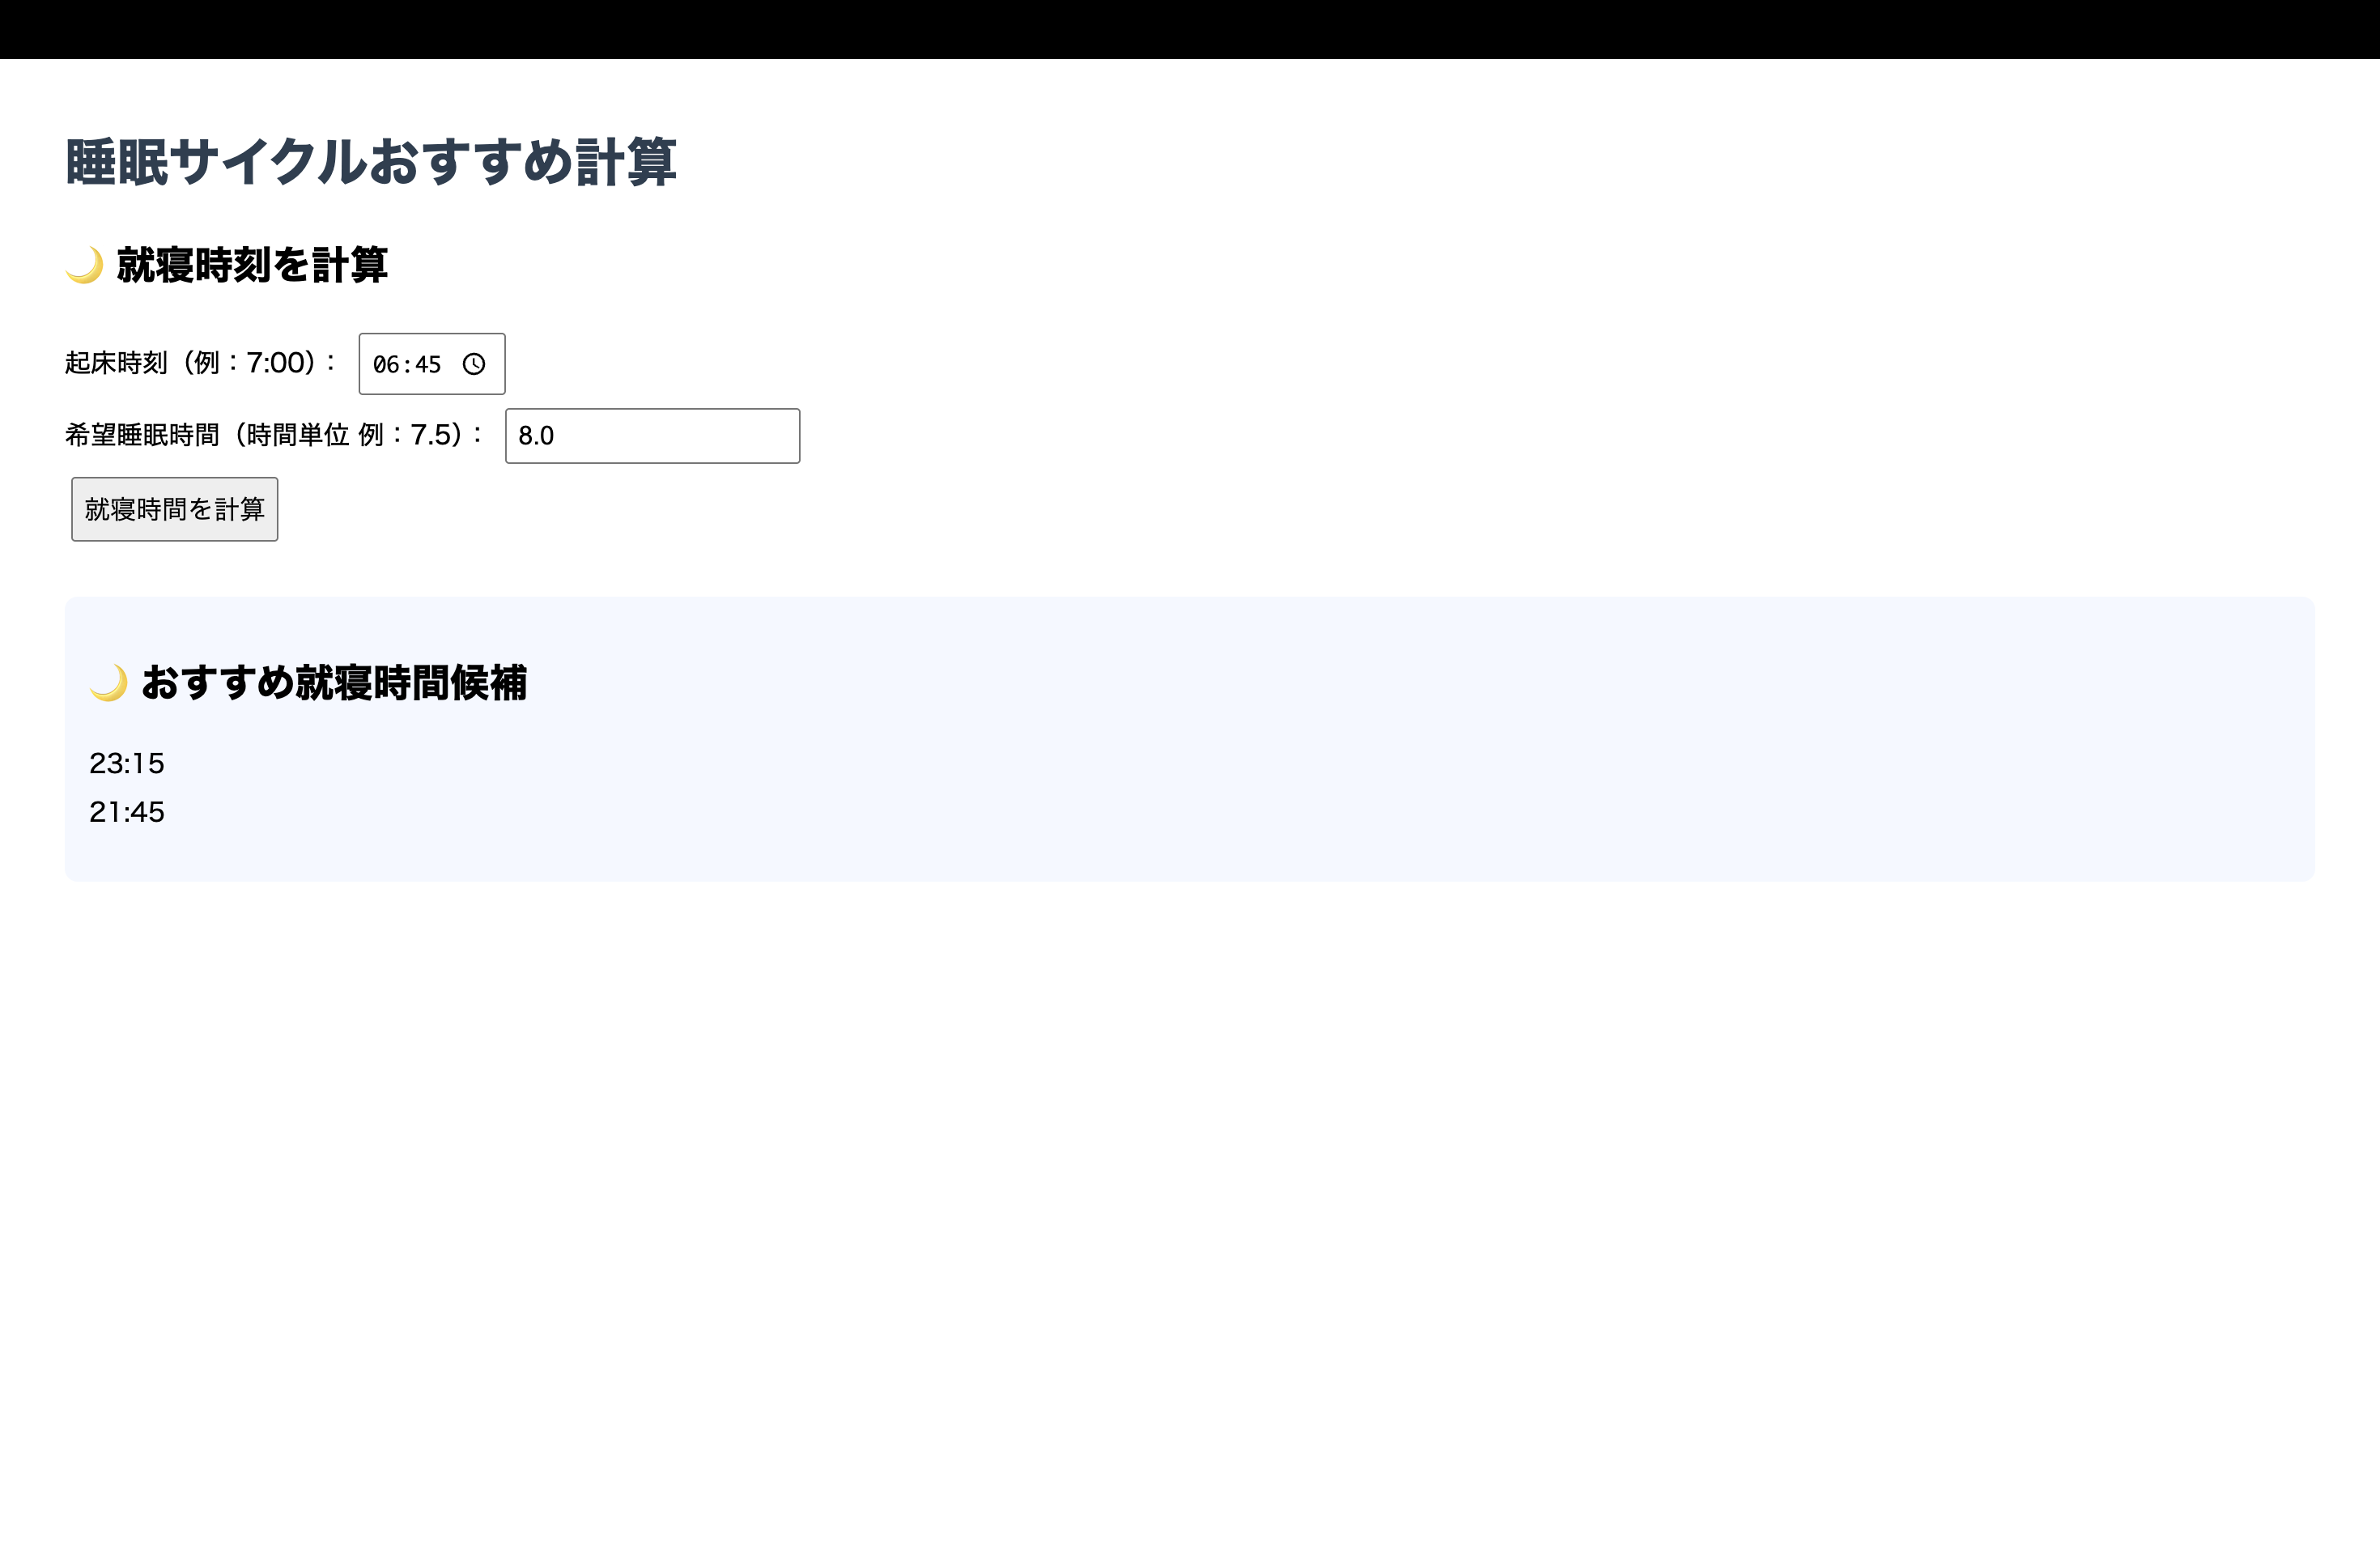 睡眠サイクルおすすめ計算
🌙 就寝時刻を計算
起床時刻（例：7:00）： 06:45
希望睡眠時間（時間単位 例：7.5）： 8.0
就寝時間を計算
🌙 おすすめ就寝時間候補
23:15
21:45